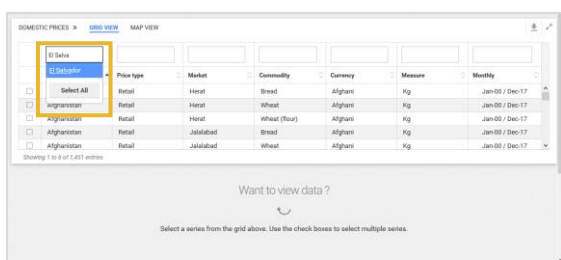 DOMESTIC PRICES » GRID VIEW MAP VIEW
El Salva
El Salvador
Select All
Price type Market Commodity Currency Measure Monthly
Afghanistan Retail Herat Bread Afghani Kg Jan-00 / Dec-17
Afghanistan Retail Herat Wheat Afghani Kg Jan-00 / Dec-17
Afghanistan Retail Herat Wheat (flour) Afghani Kg Jan-00 / Dec-17
Afghanistan Retail Jalalabad Bread Afghani Kg Jan-00 / Dec-17
Afghanistan Retail Jalalabad Wheat Afghani Kg Jan-00 / Dec-17
Showing 1 to 6 of 1,451 entries
Want to view data ?
Select a series from the grid above. Use the check boxes to select multiple series.